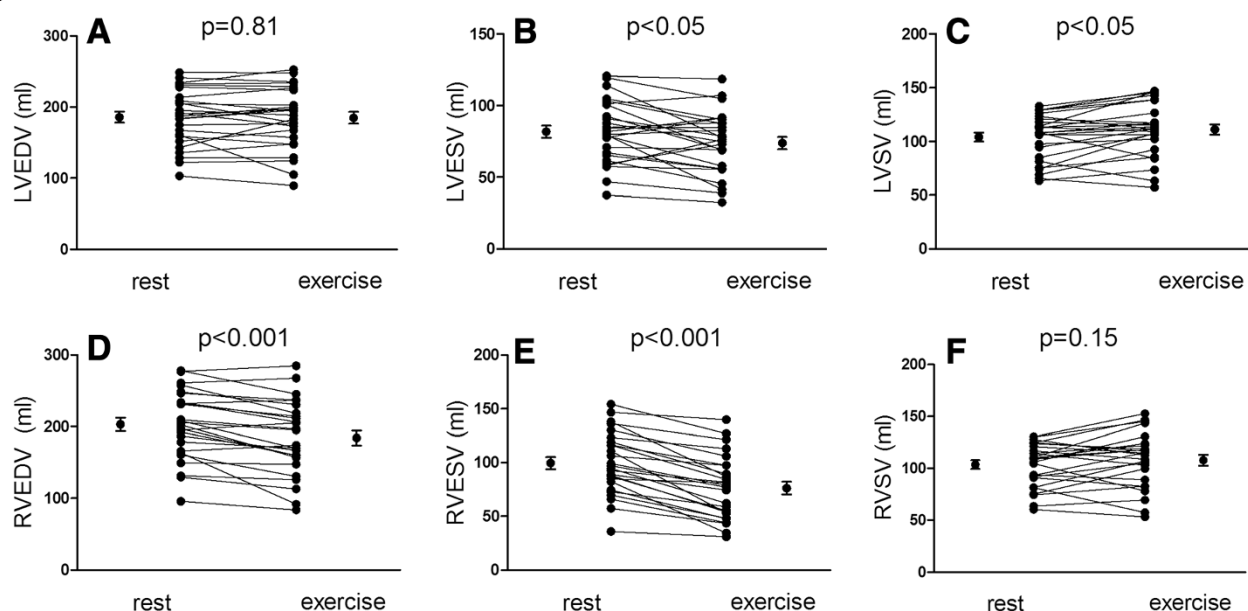 A
p=0.81
LVEDV (ml)
300
200
100
0
rest
exercise
B
p<0.05
LVESV (ml)
150
100
50
0
rest
exercise
C
p<0.05
LVSV (ml)
200
150
100
50
0
rest
exercise
D
p<0.001
RVEDV (ml)
300
200
100
0
rest
exercise
E
p<0.001
RVESV (ml)
200
150
100
50
0
rest
exercise
F
p=0.15
RVSV (ml)
200
150
100
50
0
rest
exercise